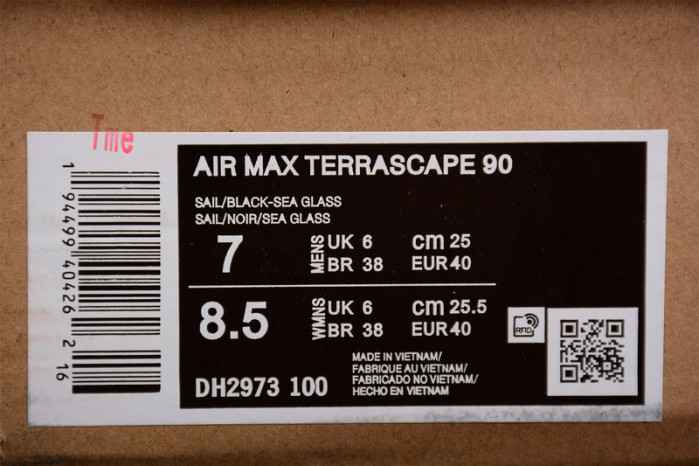 Tme
AIR MAX TERRASCAPE 90
SAIL/BLACK-SEA GLASS
SAIL/NOIR/SEA GLASS
7 MENS UK 6 cm 25
BR 38 EUR 40
8.5 WMNS UK 6 cm 25.5
BR 38 EUR 40
RFID
MADE IN VIETNAM/
FABRIQUE AU VIETNAM/
FABRICADO NO VIETNAM/
HECHO EN VIETNAM
DH2973 100
1 94499 40426 2 16